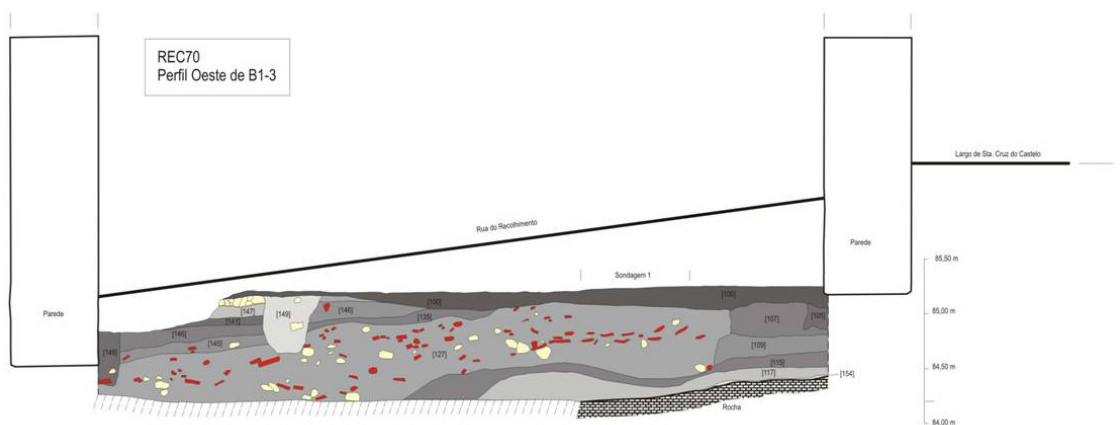 REC70
Perfil Oeste de B1-3
Largo de Sta. Cruz do Castelo
Rua do Recolhimento
Parede
Parede
Sondagem 1
85,50 m
85,00 m
84,50 m
84,00 m
[100]
[100]
[147]
[149]
[146]
[135]
[107]
[146]
[145]
[127]
[109]
[115]
[117]
[154]
Rocha